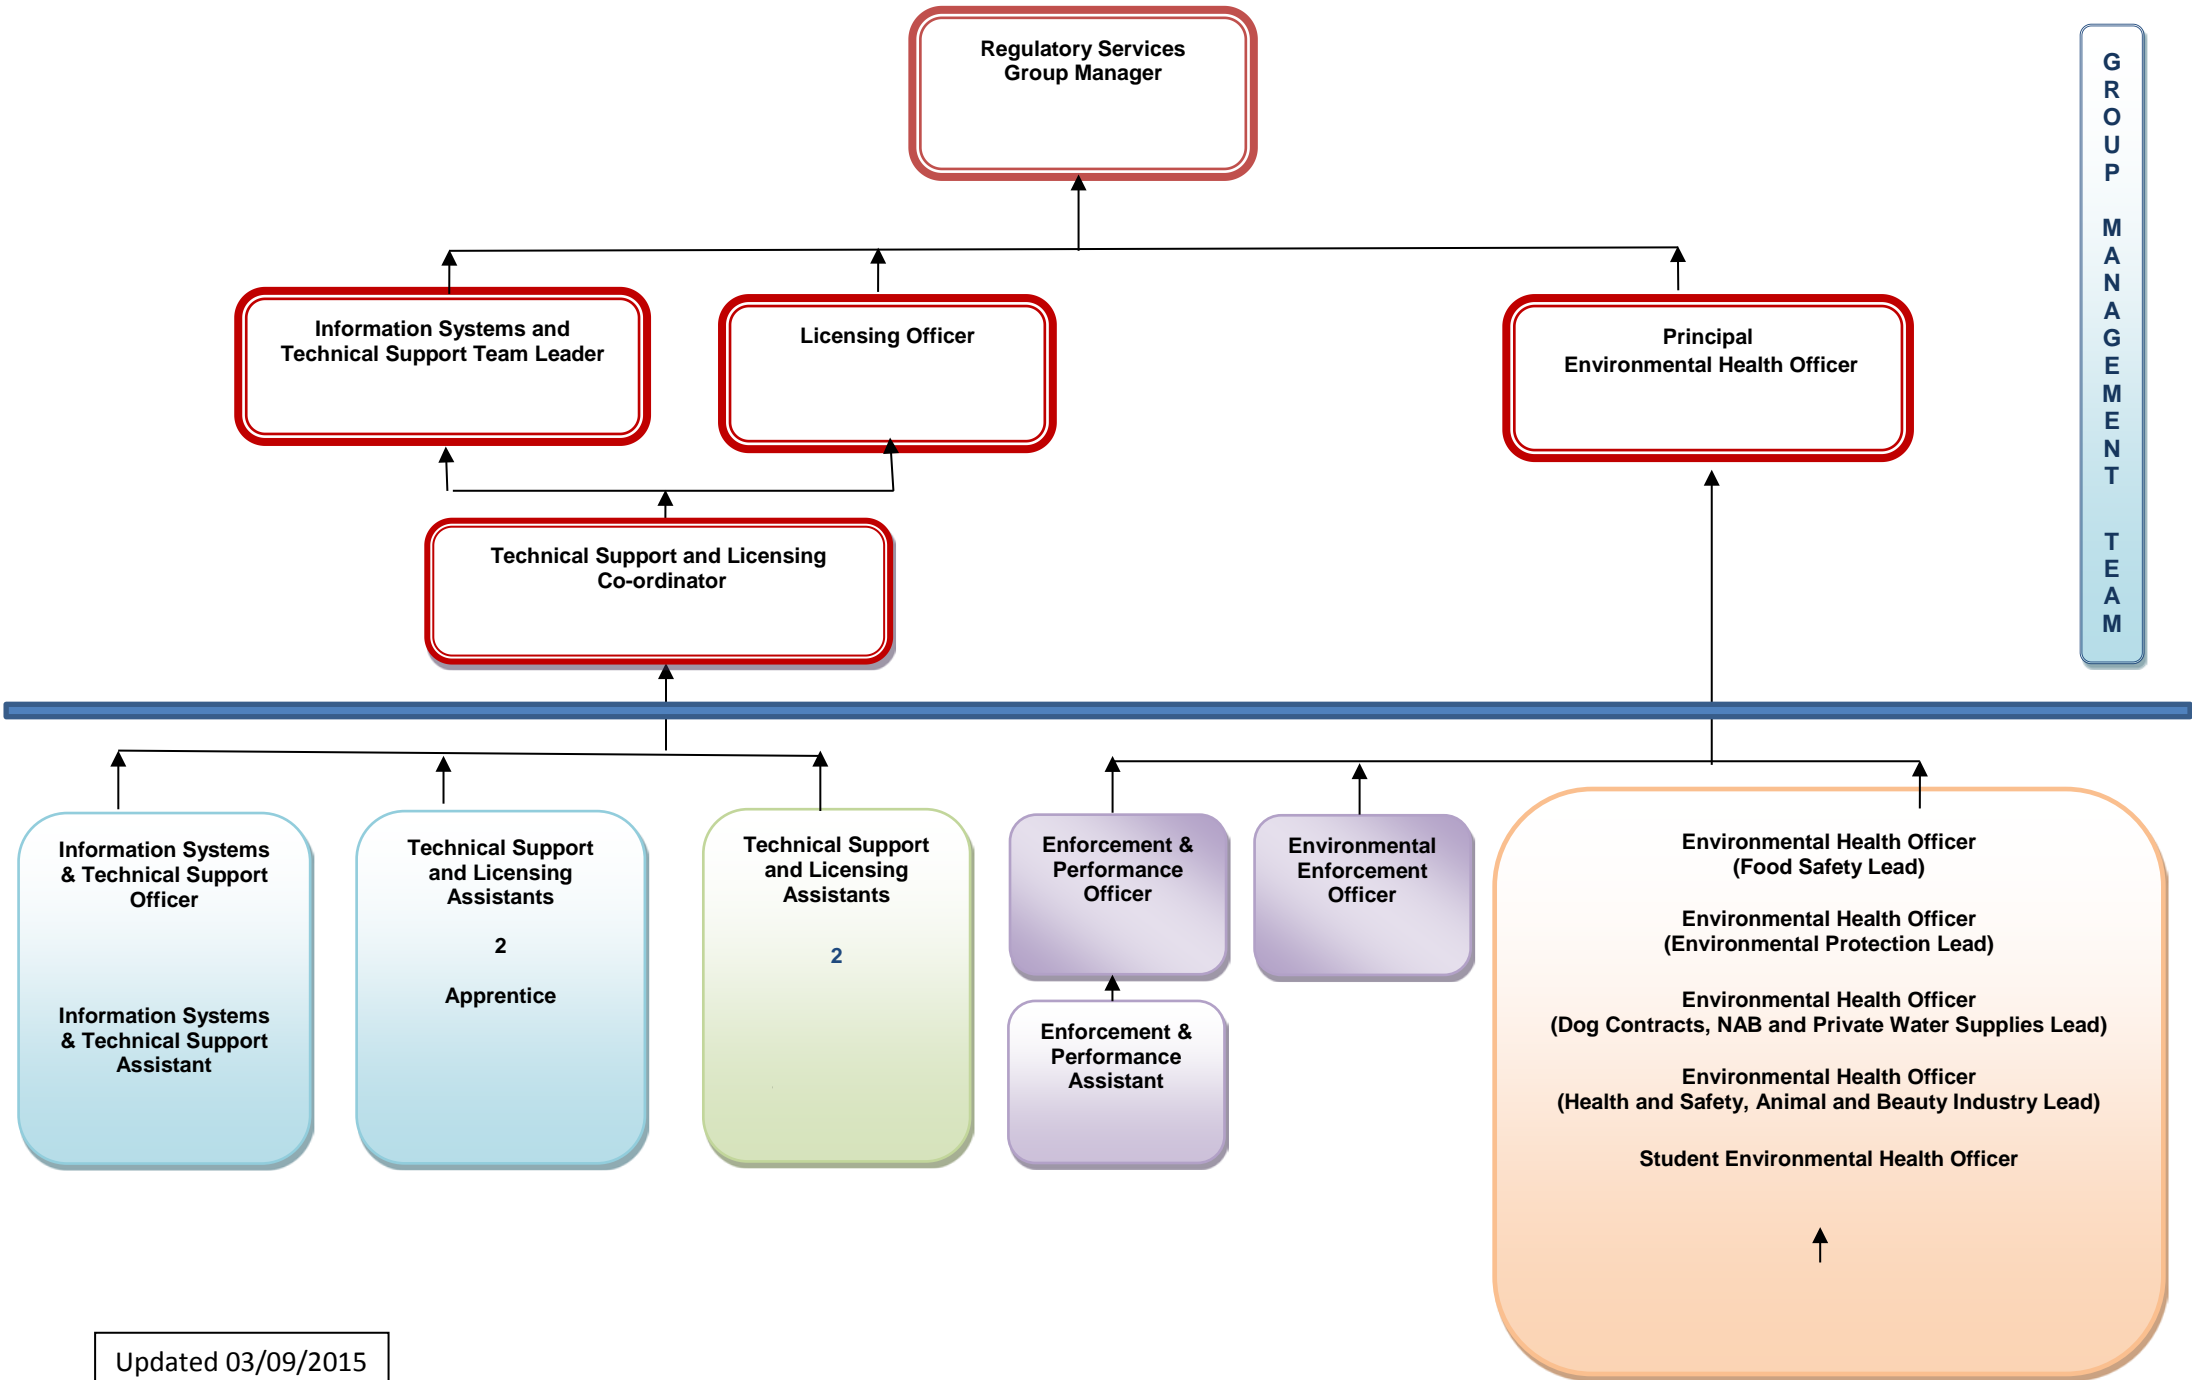 Regulatory Services
Group Manager
G
R
O
U
P
M
A
N
A
G
E
M
E
N
T
T
E
A
M
Information Systems and
Technical Support Team Leader
Licensing Officer
Principal
Environmental Health Officer
Technical Support and Licensing
Co-ordinator
Information Systems
& Technical Support
Officer
Information Systems
& Technical Support
Assistant
Technical Support
and Licensing
Assistants
2
Apprentice
Technical Support
and Licensing
Assistants
2
Enforcement &
Performance
Officer
Enforcement &
Performance
Assistant
Environmental
Enforcement
Officer
Environmental Health Officer
(Food Safety Lead)
Environmental Health Officer
(Environmental Protection Lead)
Environmental Health Officer
(Dog Contracts, NAB and Private Water Supplies Lead)
Environmental Health Officer
(Health and Safety, Animal and Beauty Industry Lead)
Student Environmental Health Officer
Updated 03/09/2015